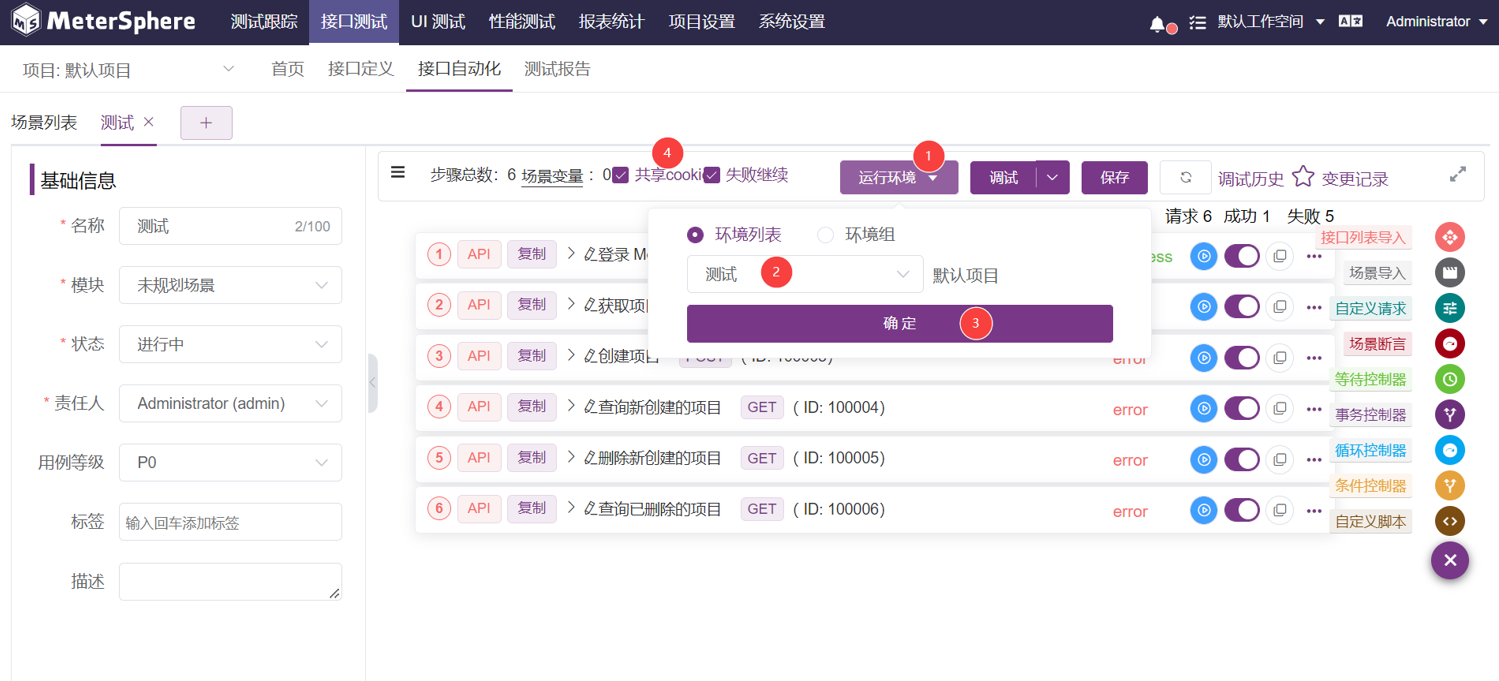 MeterSphere 测试跟踪 接口测试 UI 测试 性能测试 报表统计 项目设置 系统设置 默认工作空间 Administrator
项目: 默认项目 首页 接口定义 接口自动化 测试报告
场景列表 测试 × +
基础信息
* 名称 测试 2/100
* 模块 未规划场景
* 状态 进行中
* 责任人 Administrator (admin)
用例等级 P0
标签 输入回车添加标签
描述
4
1
步骤总数: 6 场景变量 : 0 共享cooki 失败继续 运行环境 调试 保存 调试历史 变更记录
请求 6 成功 1 失败 5
环境列表 环境组
测试 2 默认项目
确 定 3
1 API 复制 登录 ess
2 API 复制 获取项
3 API 复制 创建项目 POST ( ID: 100003) error
4 API 复制 查询新创建的项目 GET ( ID: 100004) error
5 API 复制 删除新创建的项目 GET ( ID: 100005) error
6 API 复制 查询已删除的项目 GET ( ID: 100006) error
接口列表导入
场景导入
自定义请求
场景断言
等待控制器
事务控制器
循环控制器
条件控制器
自定义脚本